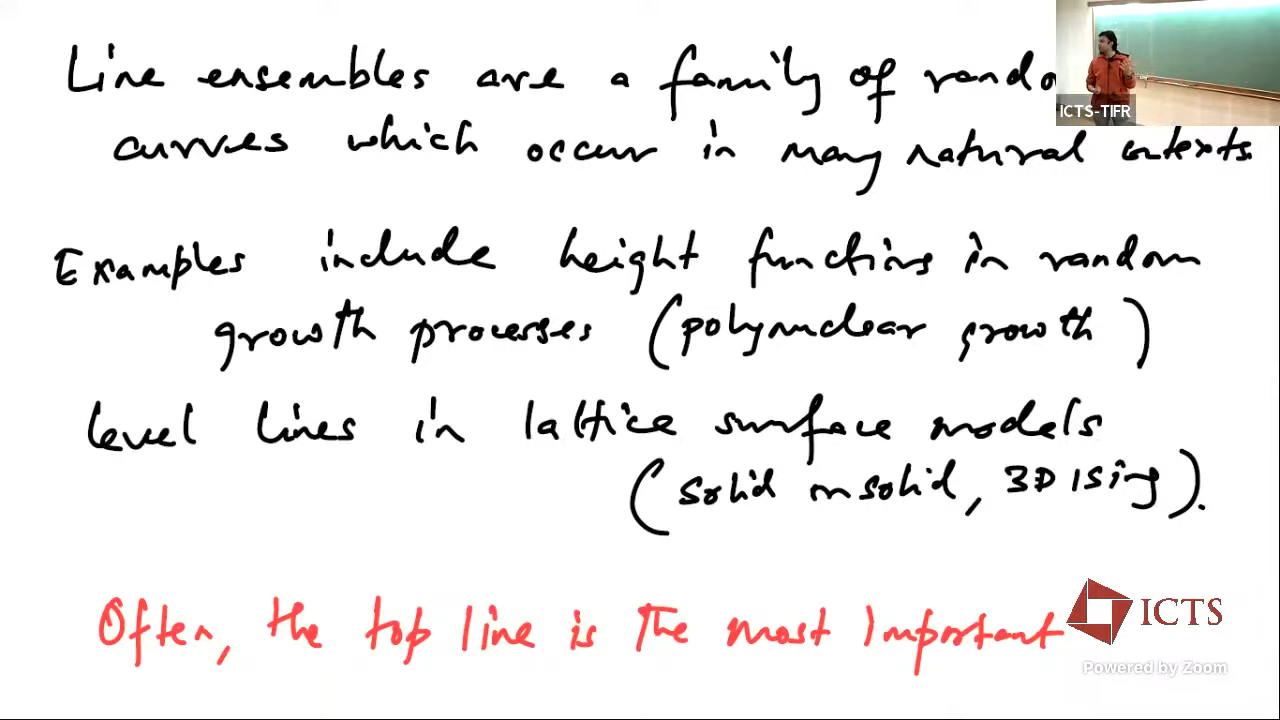 Line ensembles are a family of rando
ICTS-TIFR
curves which occur in many natural contexts
Examples include height functions in random
growth processes (polynuclear growth)
level lines in lattice surface models
(solid on solid, 3D Ising).
Often, the top line is the most important
ICTS
Powered by Zoom